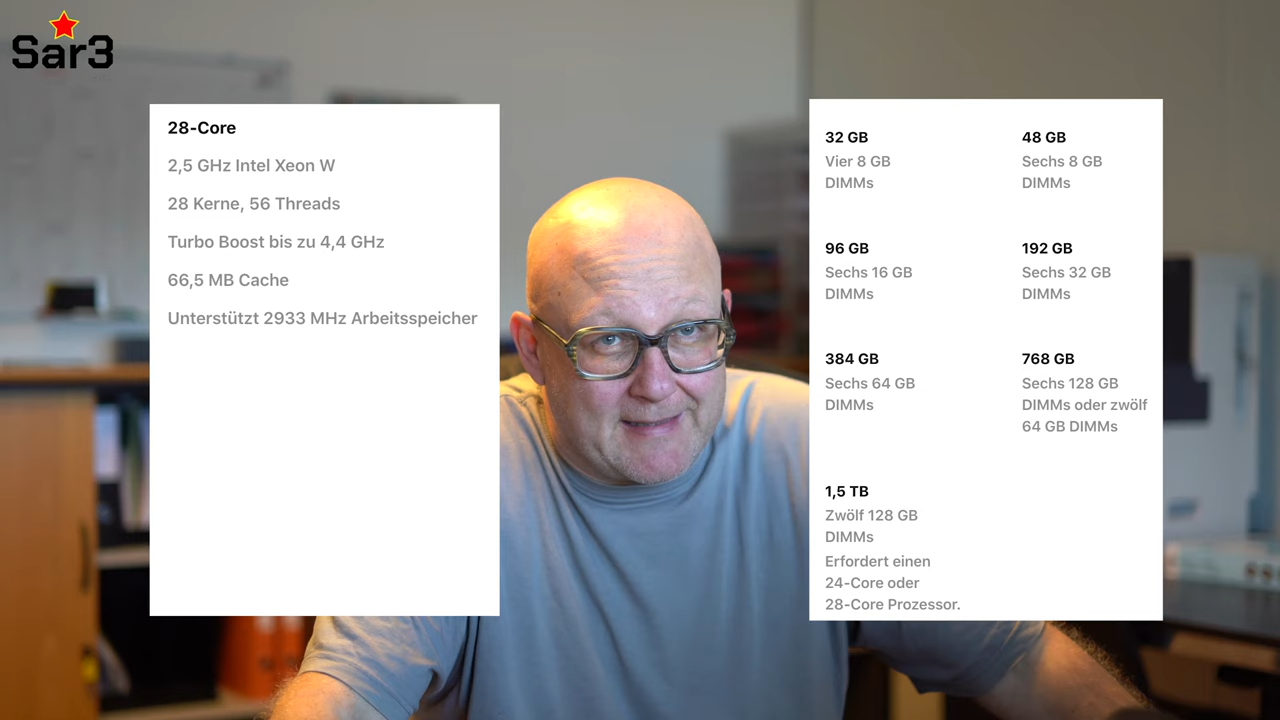 Sar3
28-Core
2,5 GHz Intel Xeon W
28 Kerne, 56 Threads
Turbo Boost bis zu 4,4 GHz
66,5 MB Cache
Unterstützt 2933 MHz Arbeitsspeicher
32 GB
Vier 8 GB
DIMMs
48 GB
Sechs 8 GB
DIMMs
96 GB
Sechs 16 GB
DIMMs
192 GB
Sechs 32 GB
DIMMs
384 GB
Sechs 64 GB
DIMMs
768 GB
Sechs 128 GB
DIMMs oder zwölf
64 GB DIMMs
1,5 TB
Zwölf 128 GB
DIMMs
Erfordert einen
24-Core oder
28-Core Prozessor.